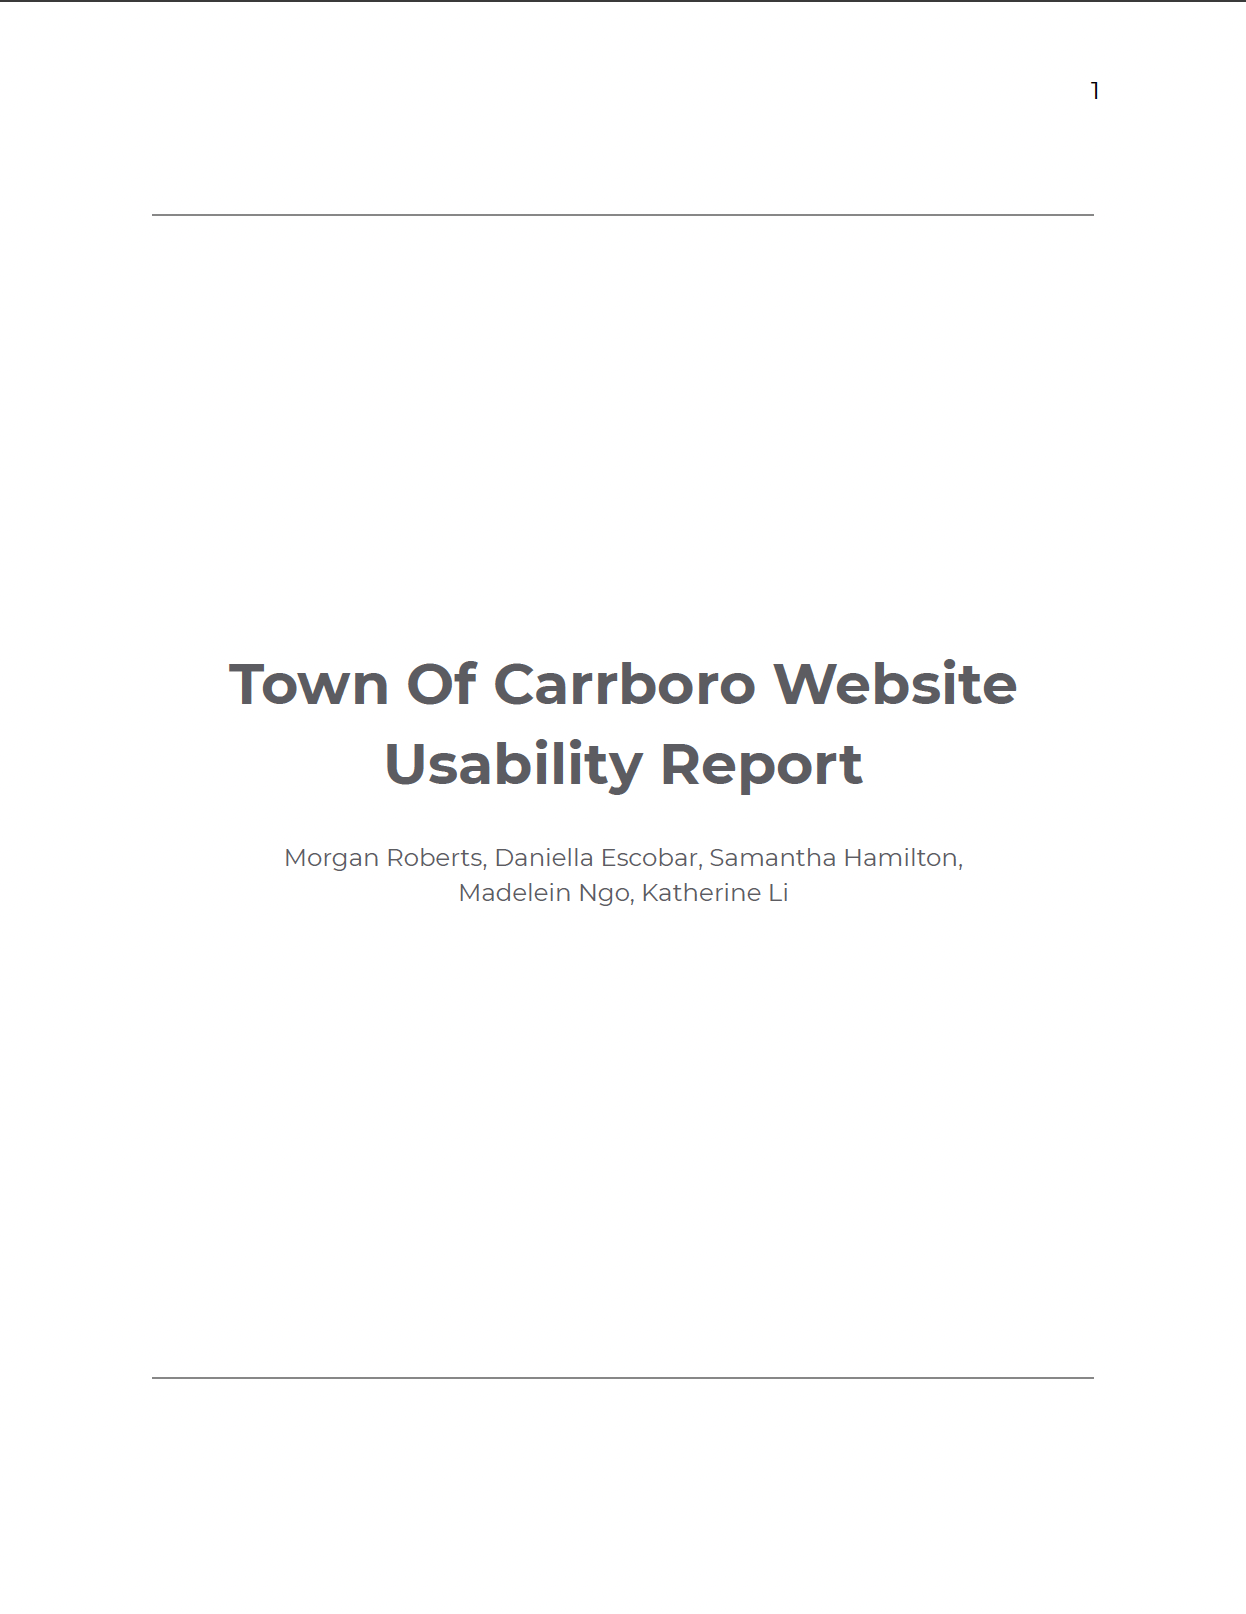 1
Town Of Carrboro Website
Usability Report
Morgan Roberts, Daniella Escobar, Samantha Hamilton,
Madelein Ngo, Katherine Li